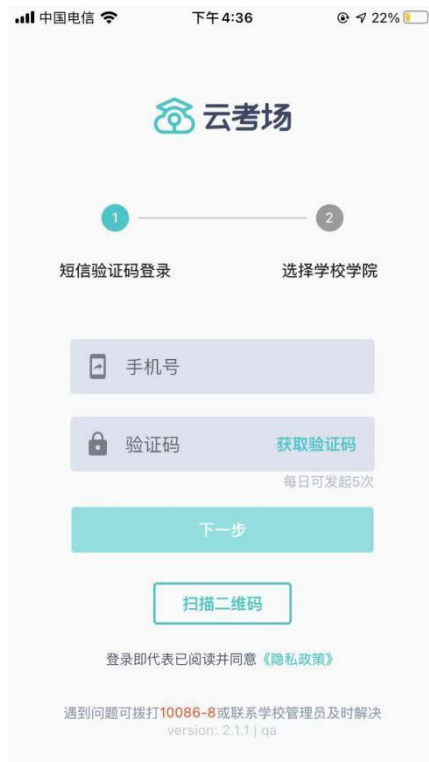 中国电信 下午4:36 22%
云考场
1 2
短信验证码登录 选择学校学院
手机号
验证码 获取验证码
每日可发起5次
下一步
扫描二维码
登录即代表已阅读并同意《隐私政策》
遇到问题可拨打10086-8或联系学校管理员及时解决
version: 2.1.1 | qa